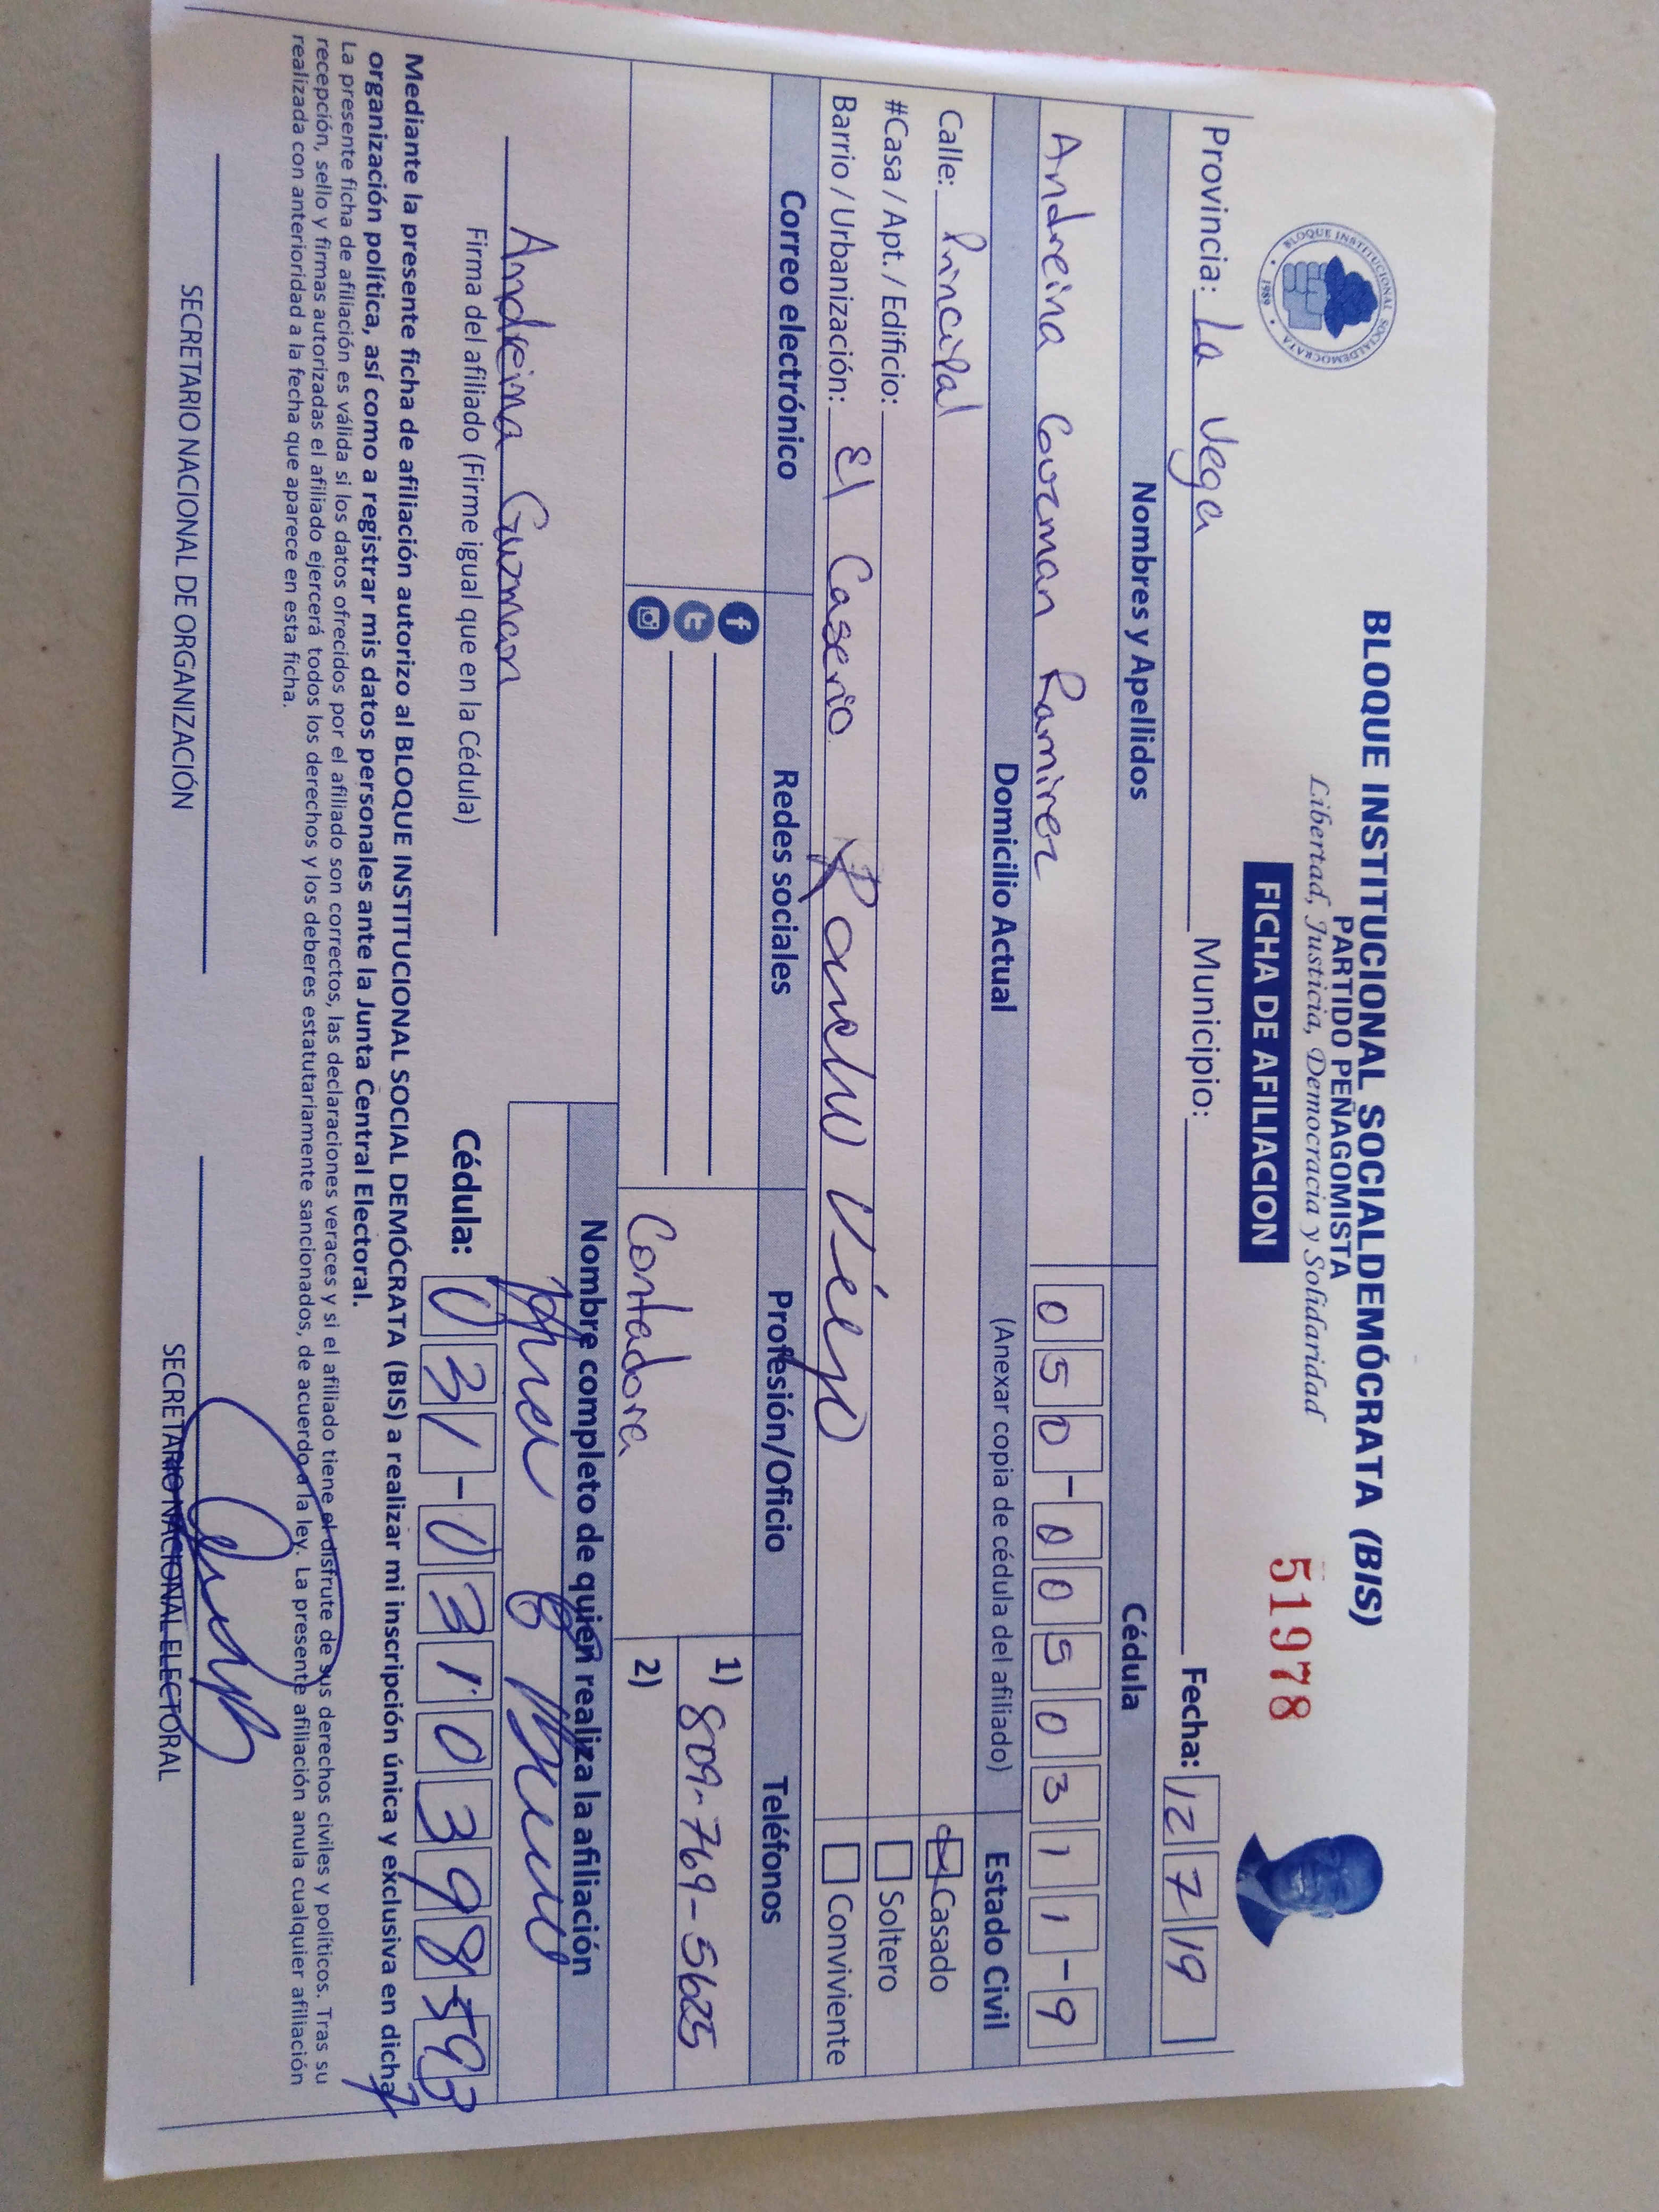 BLOQUE INSTITUCIONAL SOCIALDEMÓCRATA (BIS)
PARTIDO PEÑAGOMISTA
Libertad, Justicia, Democracia y Solidaridad
BLOQUE INSTITUCIONAL SOCIALDEMOCRATA • 1989 •
FICHA DE AFILIACION
51978
Provincia: La Vega Municipio: Fecha: 12 7 19
Nombres y Apellidos Cédula
Andreina Guzman Ramirez 050-0050311-9
Domicilio Actual (Anexar copia de cédula del afiliado) Estado Civil
Calle: Principal Casado
#Casa / Apt. / Edificio: Soltero
Barrio / Urbanización: El Caserio Rancho Viejo Conviviente
Correo electrónico Redes sociales Profesión/Oficio Teléfonos
Contadora 1) 809-769-5625
2)
Nombre completo de quien realiza la afiliación
Andreina Guzman
Firma del afiliado (Firme igual que en la Cédula) Cédula: 031-0310398
Mediante la presente ficha de afiliación autorizo al BLOQUE INSTITUCIONAL SOCIAL DEMÓCRATA (BIS) a realizar mi inscripción única y exclusiva en dicha
organización política, así como a registrar mis datos personales ante la Junta Central Electoral.
La presente ficha de afiliación es válida si los datos ofrecidos por el afiliado son correctos, las declaraciones veraces y si el afiliado tiene el disfrute de sus derechos civiles y políticos. Tras su
recepción, sello y firmas autorizadas el afiliado ejercerá todos los derechos y los deberes estatutariamente sancionados, de acuerdo a la ley. La presente afiliación anula cualquier afiliación
realizada con anterioridad a la fecha que aparece en esta ficha.
SECRETARIO NACIONAL DE ORGANIZACIÓN SECRETARIO NACIONAL ELECTORAL